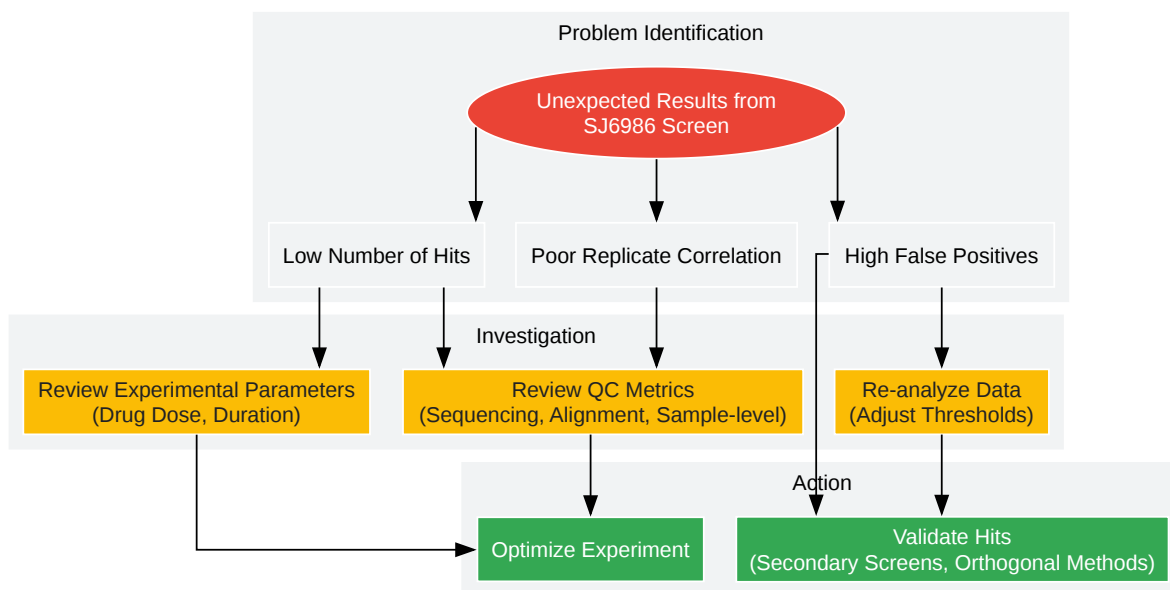 Problem Identification
Unexpected Results from
SJ6986 Screen
Low Number of Hits
Poor Replicate Correlation
High False Positives
Investigation
Review Experimental Parameters
(Drug Dose, Duration)
Review QC Metrics
(Sequencing, Alignment, Sample-level)
Re-analyze Data
(Adjust Thresholds)
Action
Optimize Experiment
Validate Hits
(Secondary Screens, Orthogonal Methods)